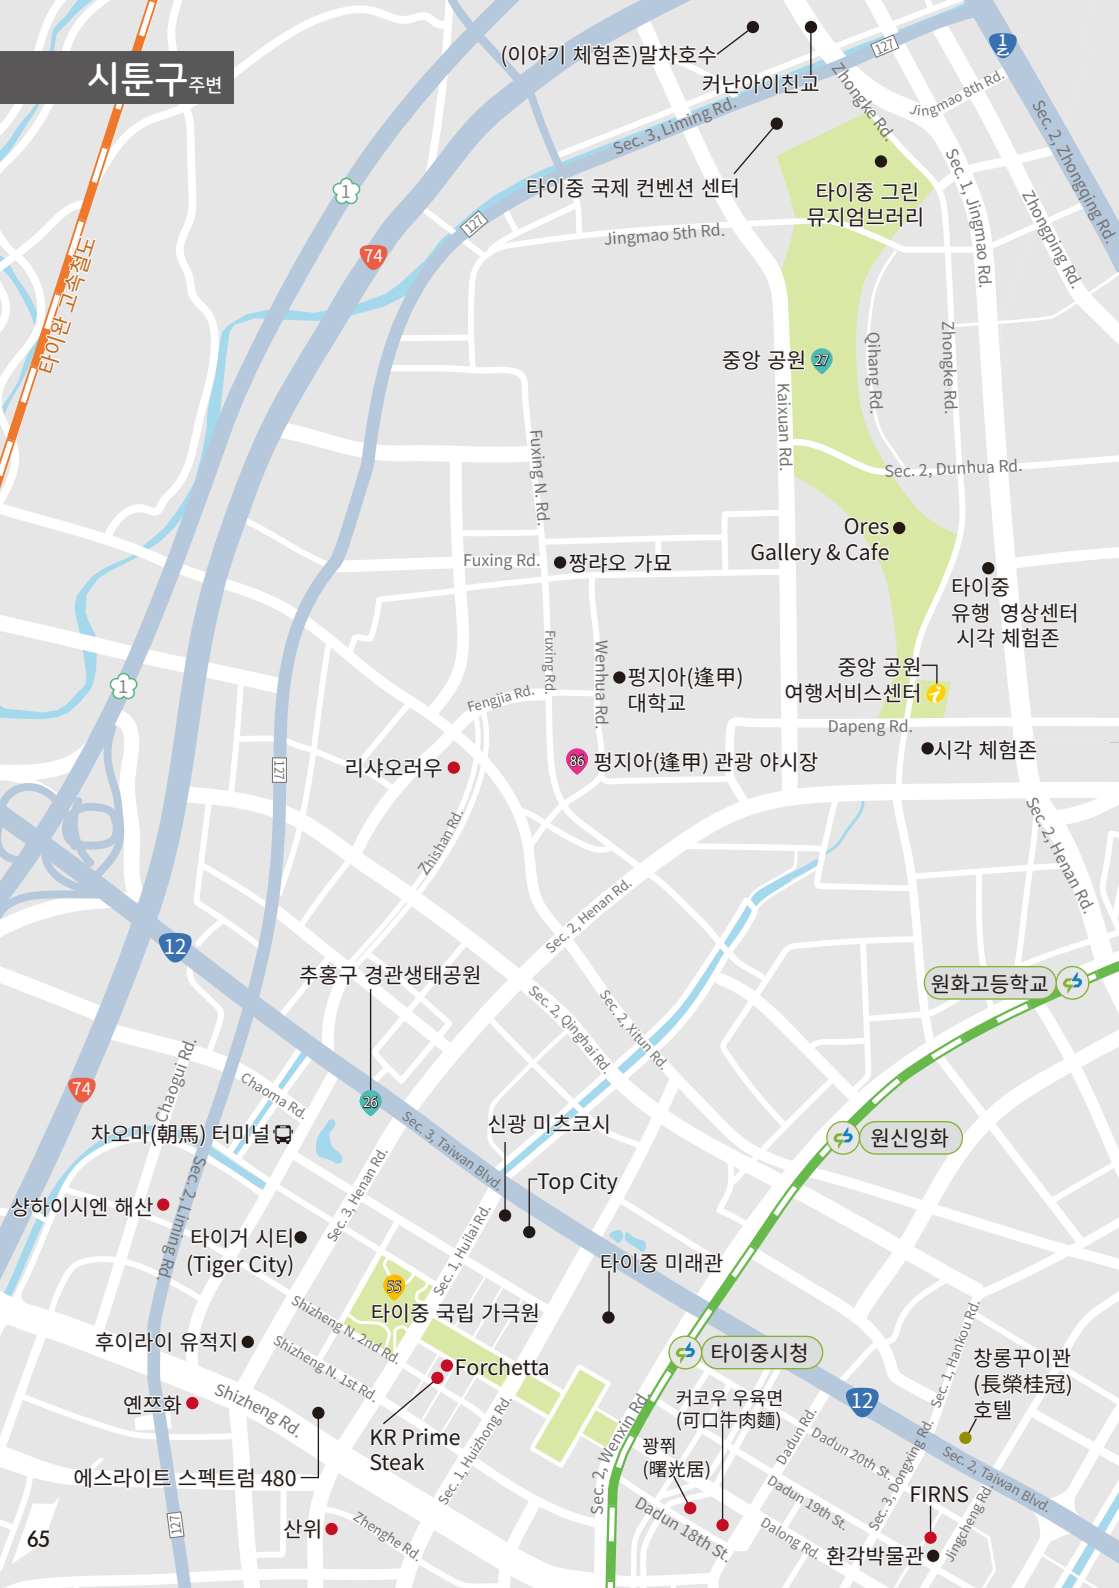 시툰구주변
(이야기 체험존)말차호수
커난아이친교
127
1乙
Zhongke Rd.
Jingmao 8th Rd.
Sec. 3, Liming Rd.
Sec. 2, Zhongqing Rd.
타이중 국제 컨벤션 센터
타이중 그린
뮤지엄브러리
Sec. 1, Jingmao Rd.
Zhongping Rd.
1
127
74
Jingmao 5th Rd.
타이완 고속철도
중앙 공원 27
Qihang Rd.
Zhongke Rd.
Kaixuan Rd.
Fuxing N. Rd.
Sec. 2, Dunhua Rd.
Ores
Gallery & Cafe
Fuxing Rd.
짱랴오 가묘
타이중
유행 영상센터
시각 체험존
Fuxing Rd.
Wenhua Rd.
펑지아(逢甲)
대학교
중앙 공원
여행서비스센터
1
Fengjia Rd.
Dapeng Rd.
시각 체험존
127
리샤오러우
86 펑지아(逢甲) 관광 야시장
Zhishan Rd.
Sec. 2, Henan Rd.
Sec. 2, Henan Rd.
12
추홍구 경관생태공원
원화고등학교
Sec. 2, Qinghai Rd.
Sec. 2, Xitun Rd.
74
Chaogui Rd.
Chaoma Rd.
26
Sec. 3, Taiwan Blvd.
신광 미츠코시
원신잉화
차오마(朝馬) 터미널
Top City
샹하이시엔 해산
Sec. 2, Liming Rd.
Sec. 3, Henan Rd.
타이거 시티
(Tiger City)
Sec. 1, Huilai Rd.
타이중 미래관
55
타이중 국립 가극원
Shizheng N. 2nd Rd.
후이라이 유적지
Shizheng N. 1st Rd.
Forchetta
타이중시청
Sec. 1, Hankou Rd.
창롱꾸이꽌
(長榮桂冠)
호텔
옌쯔화
Shizheng Rd.
KR Prime
Steak
Sec. 1, Huizhong Rd.
커코우 우육면
(可口牛肉麵)
12
꽝쮜
(曙光居)
Sec. 2, Wenxin Rd.
Dadun Rd.
Dadun 20th St.
Sec. 3, Dongxing Rd.
Sec. 2, Taiwan Blvd.
에스라이트 스펙트럼 480
Dadun 19th St.
FIRNS
Dadun 18th St.
Dalong Rd.
Jingcheng Rd.
환각박물관
127
산위
Zhenghe Rd.
65